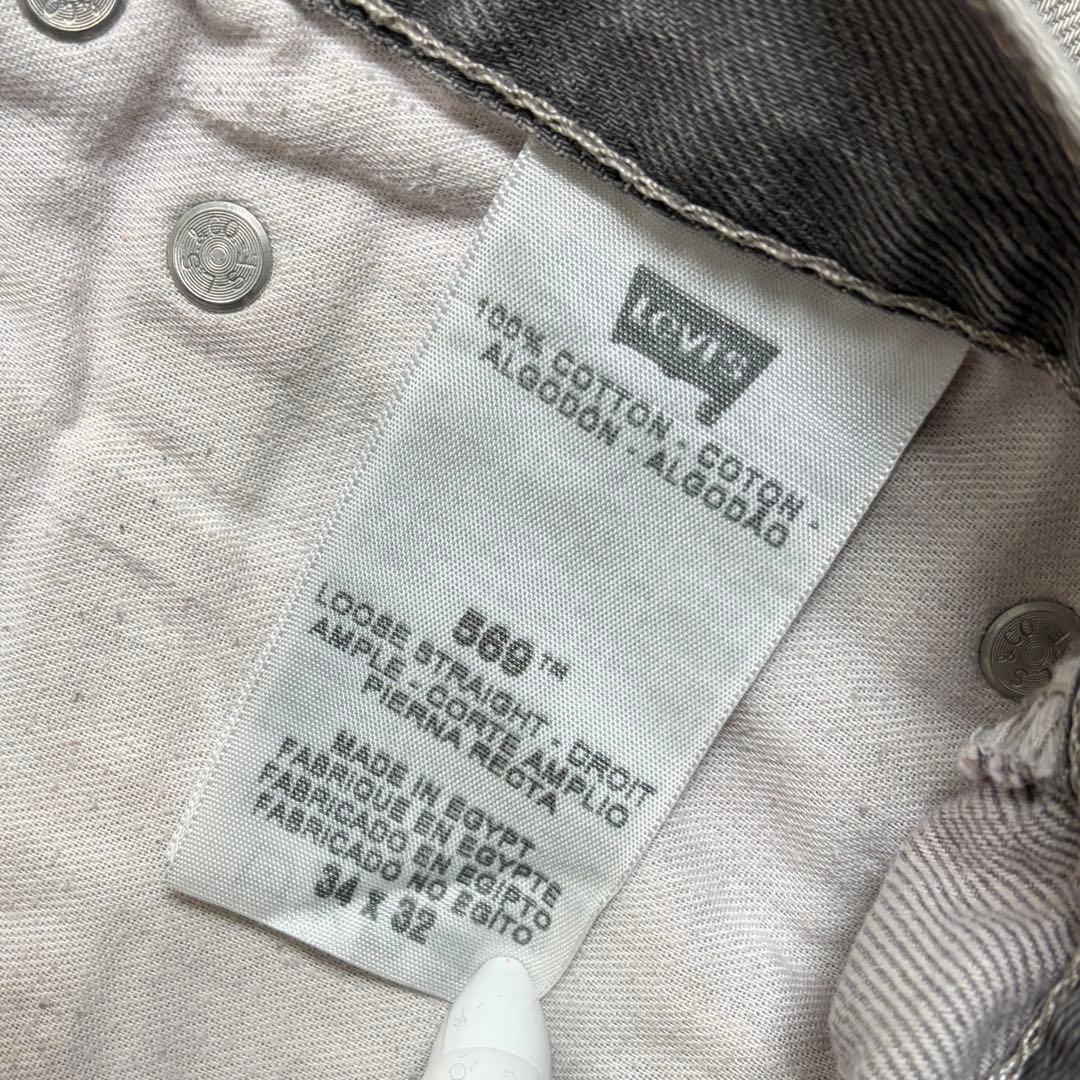 Levi's
100% COTTON - COTON -
ALGODÓN - ALGODÃO
569™
LOOSE STRAIGHT - DROIT
AMPLE - CORTE AMPLIO
PIERNA RECTA
MADE IN EGYPT
FABRIQUE EN EGYPTE
FABRICADO EN EGIPTO
FABRICADO NO EGITO
34 X 32